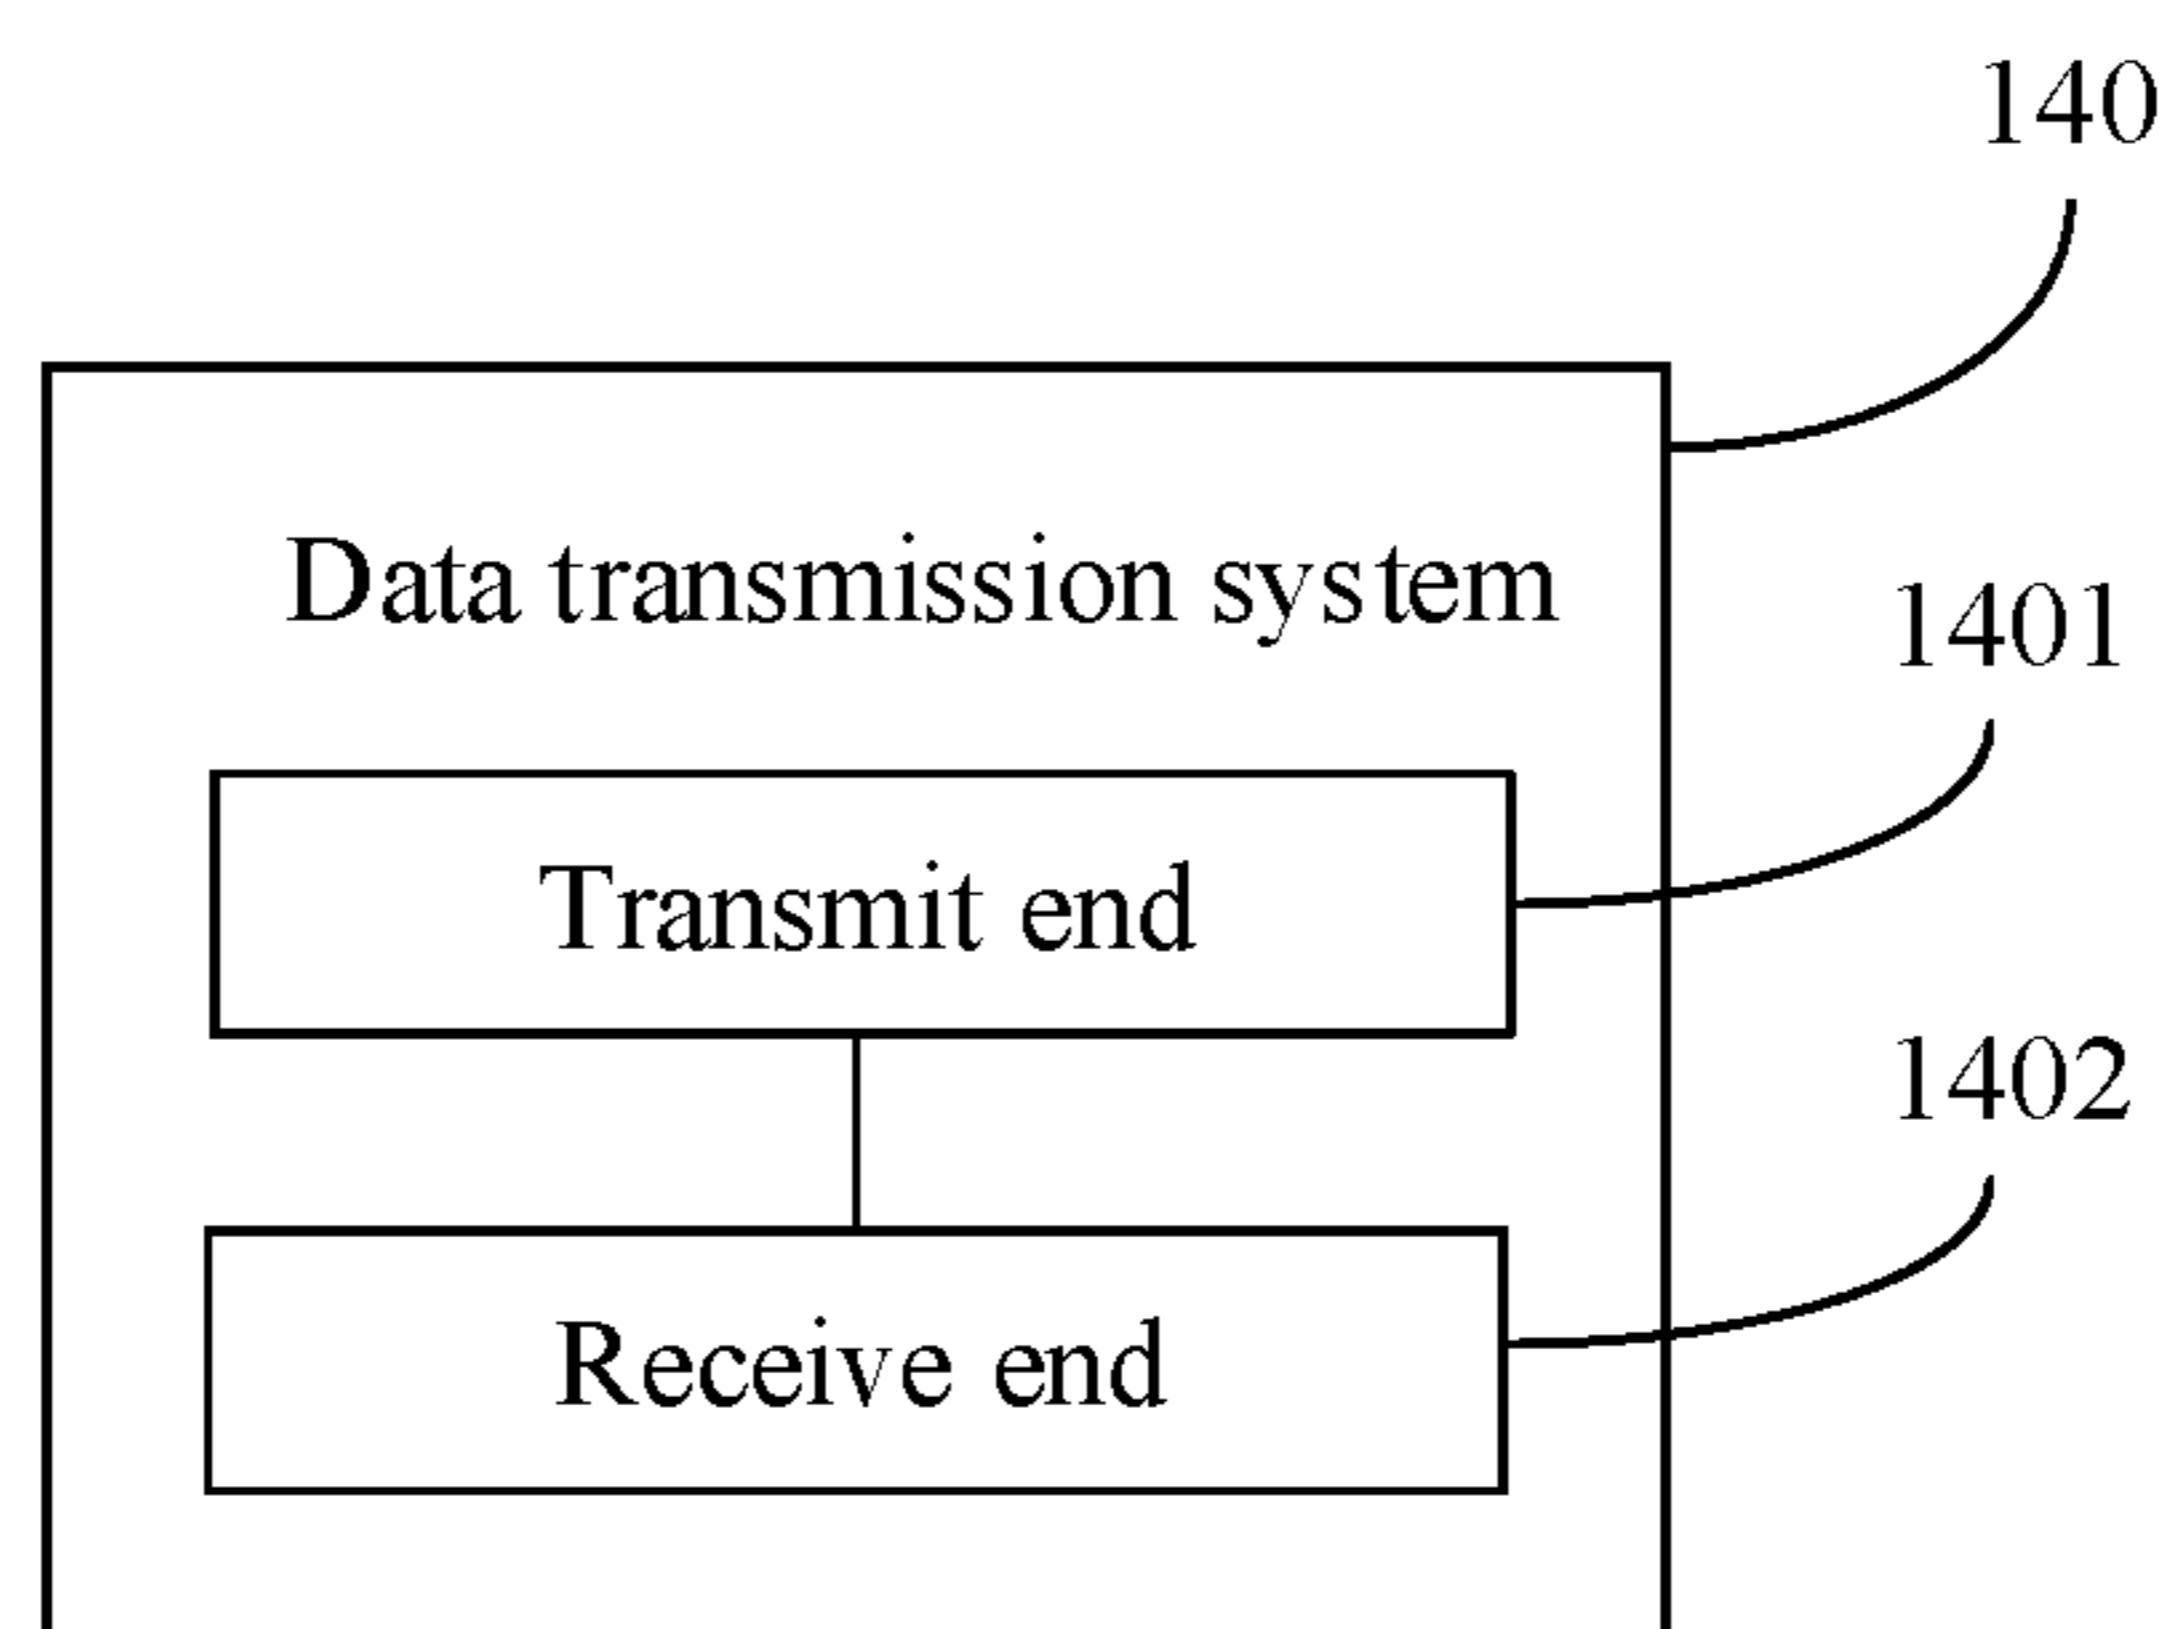 140
Data transmission system
1401
Transmit end
1402
Receive end